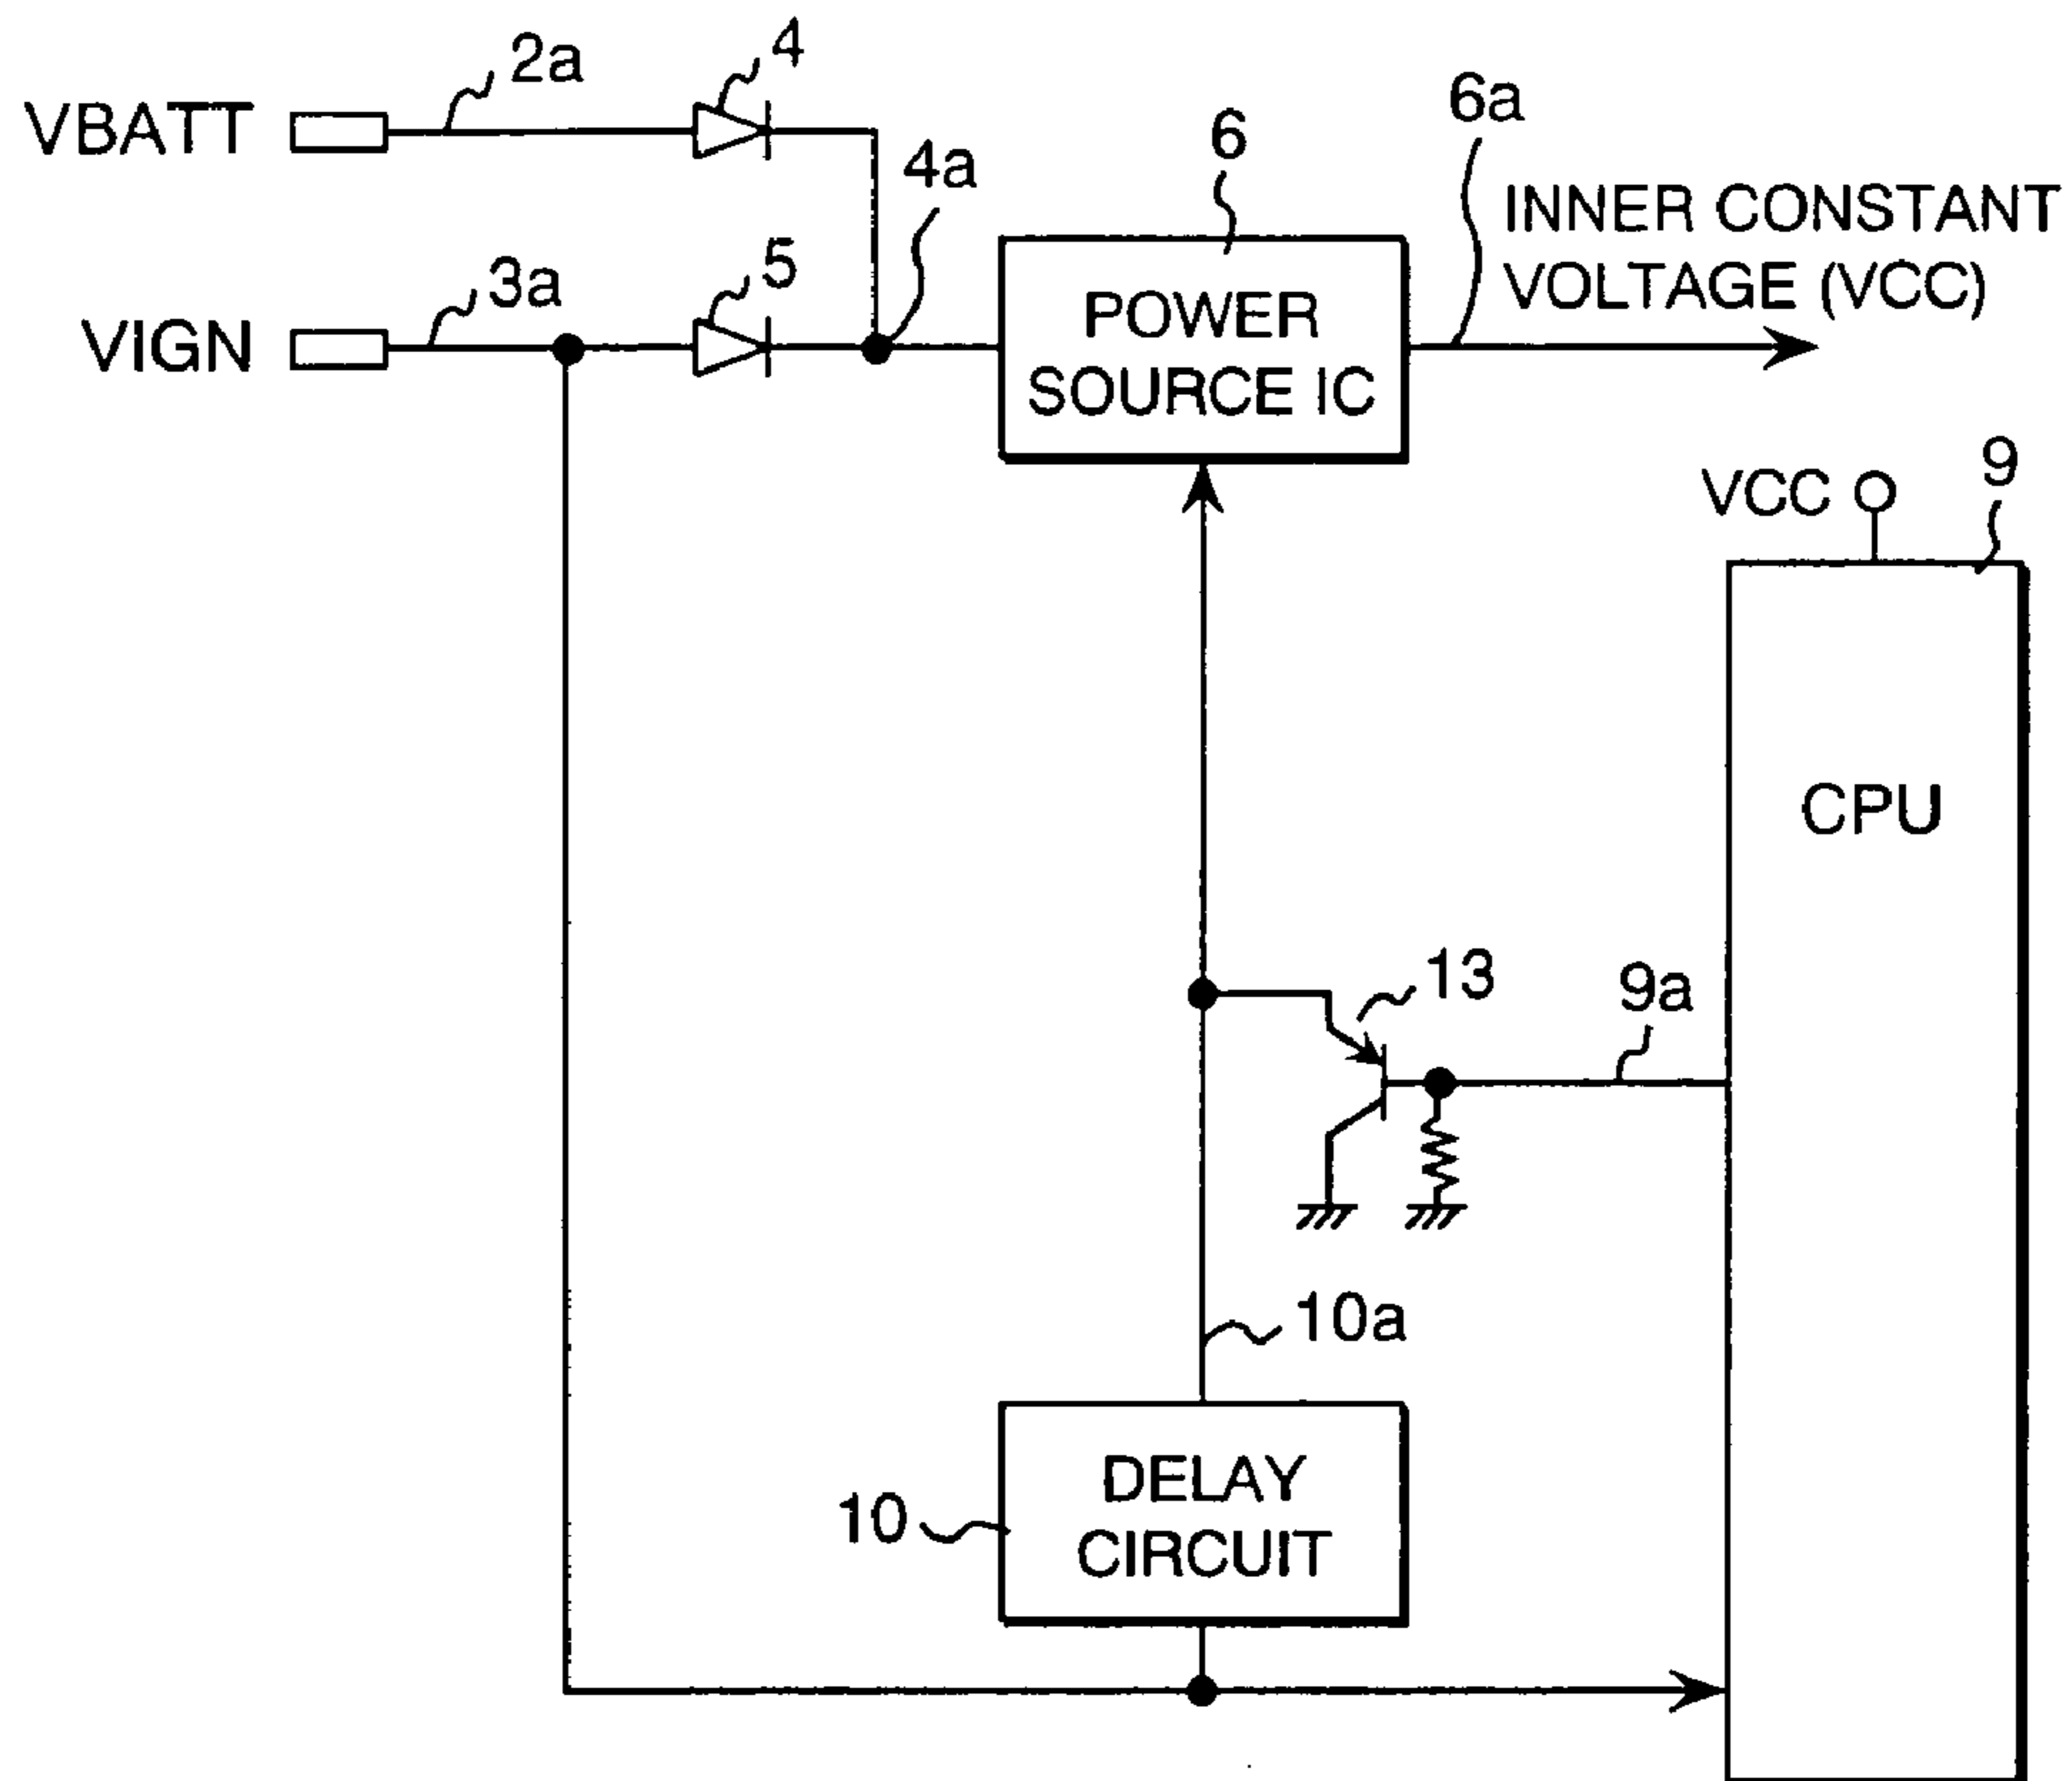 2a
4
VBATT
4a
6
6a
INNER CONSTANT
VOLTAGE (VCC)
3a
5
VIGN
POWER
SOURCE IC
VCC
9
CPU
13
9a
10a
DELAY
CIRCUIT
10